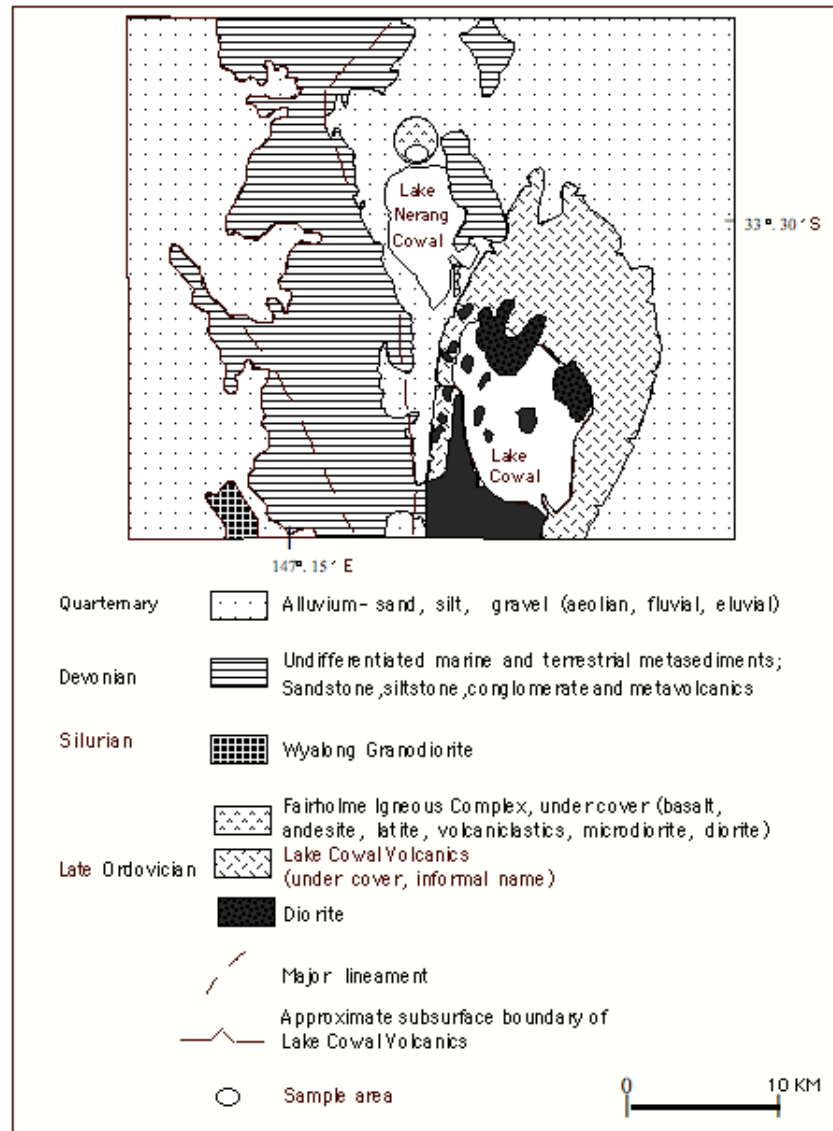 Lake
Nerang
Cowal
33°. 30´ S
Lake
Cowal
147°. 15´ E
Quarternary
Alluvium- sand, silt, gravel (aeolian, fluvial, eluvial)
Devonian
Undifferentiated marine and terrestrial metasediments;
Sandstone ,siltstone ,conglomerate and metavolcanics
Silurian
Wyalong Granodiorite
Fairholme Igneous Complex, under cover (basalt,
andesite, latite, volcaniclastics, microdiorite, diorite)
Late Ordovician
Lake Cowal Volcanics
(under cover, informal name)
Diorite
Major lineament
Approximate subsurface boundary of
Lake Cowal Volcanics
Sample area
0
10 KM